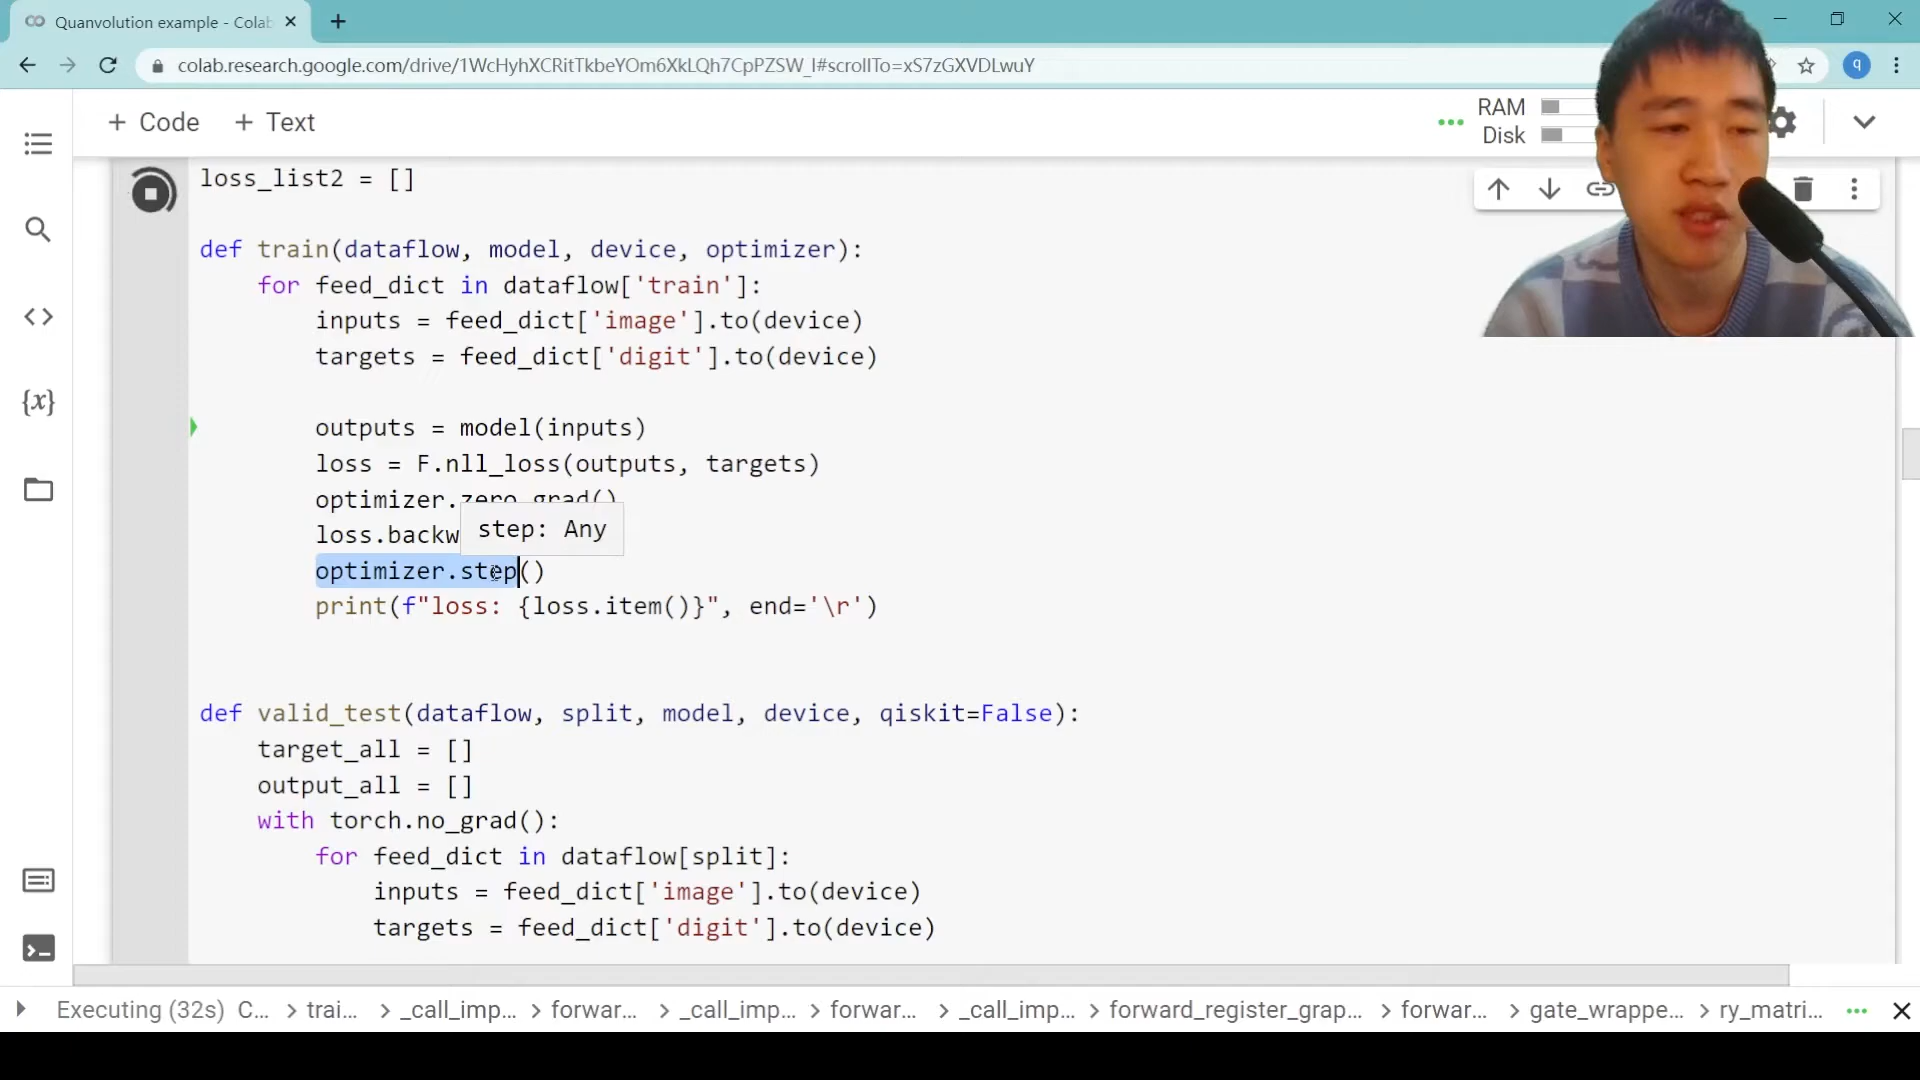 Quanvolution example - Colab
colab.research.google.com/drive/1WcHyhXCRitTkbeYOm6XkLQh7CpPZSW_I#scrollTo=xS7zGXVDLwuY
q
+ Code + Text
RAM
Disk
loss_list2 = []
def train(dataflow, model, device, optimizer):
for feed_dict in dataflow['train']:
inputs = feed_dict['image'].to(device)
targets = feed_dict['digit'].to(device)
outputs = model(inputs)
loss = F.nll_loss(outputs, targets)
optimizer.zero_grad()
loss.backw
step: Any
optimizer.step()
print(f"loss: {loss.item()}", end='\r')
def valid_test(dataflow, split, model, device, qiskit=False):
target_all = []
output_all = []
with torch.no_grad():
for feed_dict in dataflow[split]:
inputs = feed_dict['image'].to(device)
targets = feed_dict['digit'].to(device)
Executing (32s) C... > trai... > _call_imp... > forwar... > _call_imp... > forwar... > _call_imp... > forward_register_grap... > forwar... > gate_wrappe... > ry_matri...